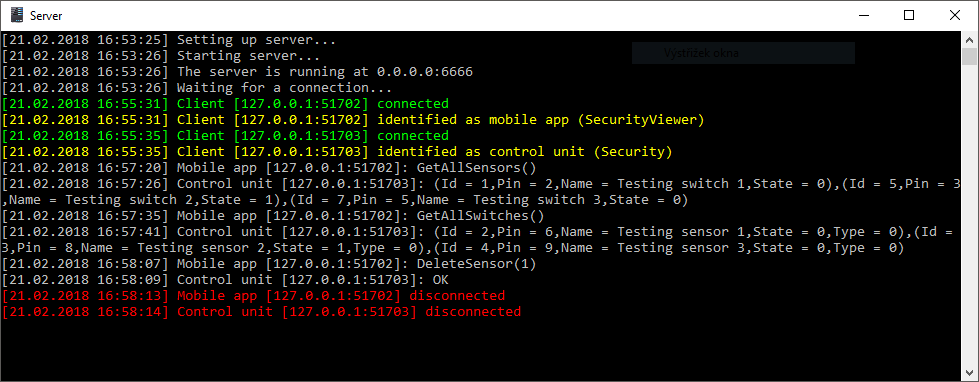 Server
[21.02.2018 16:53:25] Setting up server...
Výstřižek okna
[21.02.2018 16:53:26] Starting server...
[21.02.2018 16:53:26] The server is running at 0.0.0.0:6666
[21.02.2018 16:53:26] Waiting for a connection...
[21.02.2018 16:55:31] Client [127.0.0.1:51702] connected
[21.02.2018 16:55:31] Client [127.0.0.1:51702] identified as mobile app (SecurityViewer)
[21.02.2018 16:55:35] Client [127.0.0.1:51703] connected
[21.02.2018 16:55:35] Client [127.0.0.1:51703] identified as control unit (Security)
[21.02.2018 16:57:20] Mobile app [127.0.0.1:51702]: GetAllSensors()
[21.02.2018 16:57:26] Control unit [127.0.0.1:51703]: (Id = 1,Pin = 2,Name = Testing switch 1,State = 0),(Id = 5,Pin = 3
,Name = Testing switch 2,State = 1),(Id = 7,Pin = 5,Name = Testing switch 3,State = 0)
[21.02.2018 16:57:35] Mobile app [127.0.0.1:51702]: GetAllSwitches()
[21.02.2018 16:57:41] Control unit [127.0.0.1:51703]: (Id = 2,Pin = 6,Name = Testing sensor 1,State = 0,Type = 0),(Id =
3,Pin = 8,Name = Testing sensor 2,State = 1,Type = 0),(Id = 4,Pin = 9,Name = Testing sensor 3,State = 0,Type = 0)
[21.02.2018 16:58:07] Mobile app [127.0.0.1:51702]: DeleteSensor(1)
[21.02.2018 16:58:09] Control unit [127.0.0.1:51703]: OK
[21.02.2018 16:58:13] Mobile app [127.0.0.1:51702] disconnected
[21.02.2018 16:58:14] Control unit [127.0.0.1:51703] disconnected